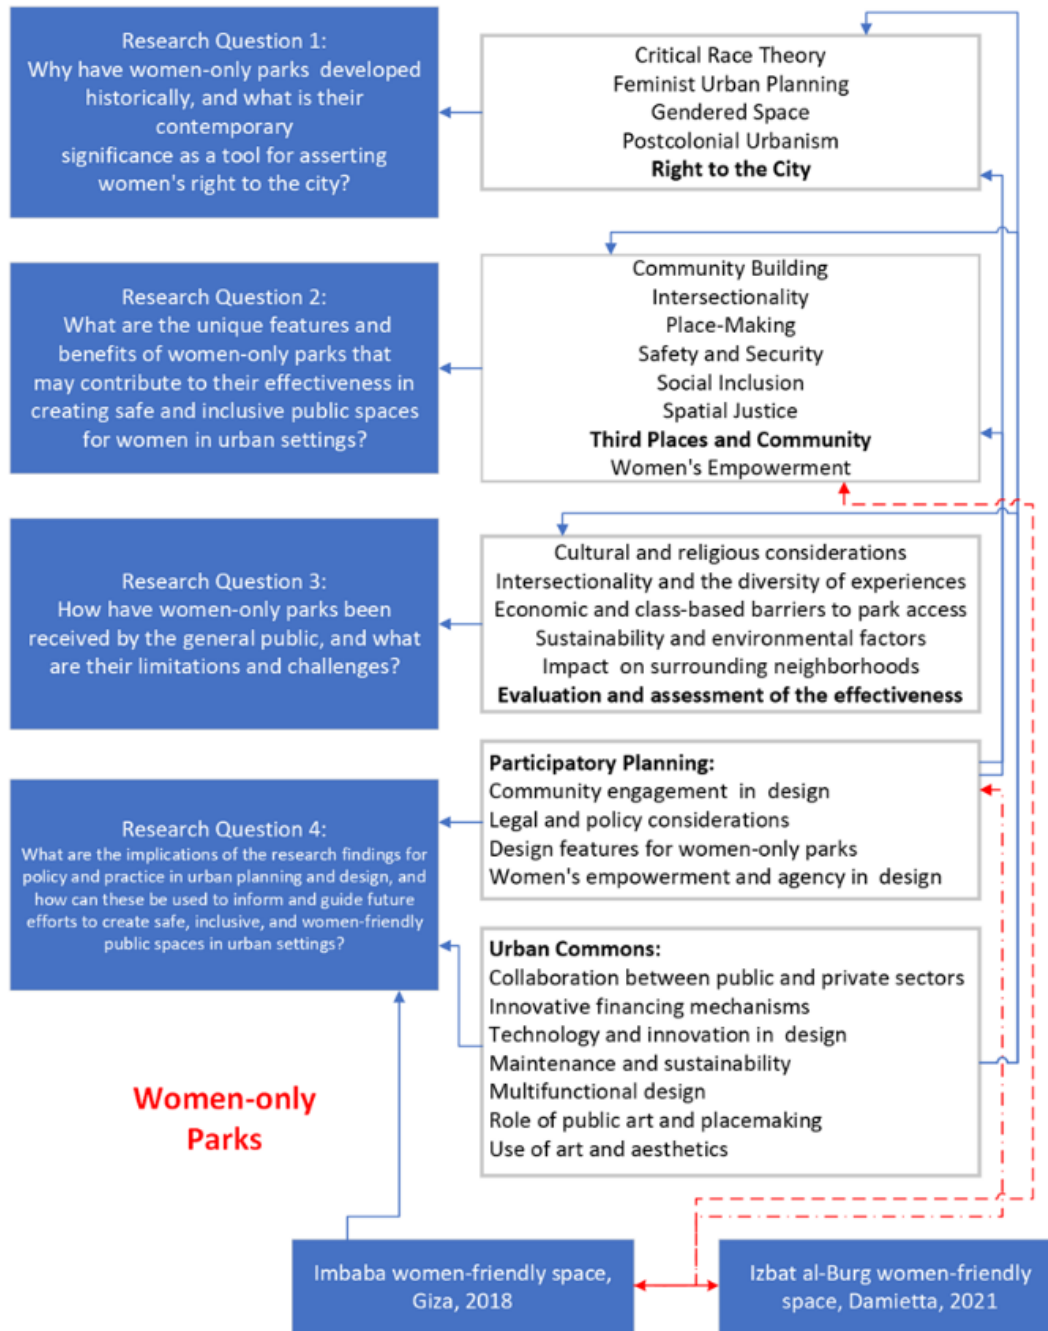 Research Question 1:
Why have women-only parks developed
historically, and what is their
contemporary
significance as a tool for asserting
women's right to the city?
Critical Race Theory
Feminist Urban Planning
Gendered Space
Postcolonial Urbanism
Right to the City
Research Question 2:
What are the unique features and
benefits of women-only parks that
may contribute to their effectiveness in
creating safe and inclusive public spaces
for women in urban settings?
Community Building
Intersectionality
Place-Making
Safety and Security
Social Inclusion
Spatial Justice
Third Places and Community
Women's Empowerment
Research Question 3:
How have women-only parks been
received by the general public, and what
are their limitations and challenges?
Cultural and religious considerations
Intersectionality and the diversity of experiences
Economic and class-based barriers to park access
Sustainability and environmental factors
Impact on surrounding neighborhoods
Evaluation and assessment of the effectiveness
Research Question 4:
What are the implications of the research findings for
policy and practice in urban planning and design, and
how can these be used to inform and guide future
efforts to create safe, inclusive, and women-friendly
public spaces in urban settings?
Participatory Planning:
Community engagement in design
Legal and policy considerations
Design features for women-only parks
Women's empowerment and agency in design
Urban Commons:
Collaboration between public and private sectors
Innovative financing mechanisms
Technology and innovation in design
Maintenance and sustainability
Multifunctional design
Role of public art and placemaking
Use of art and aesthetics
Women-only
Parks
Imbaba women-friendly space,
Giza, 2018
Izbat al-Burg women-friendly
space, Damietta, 2021